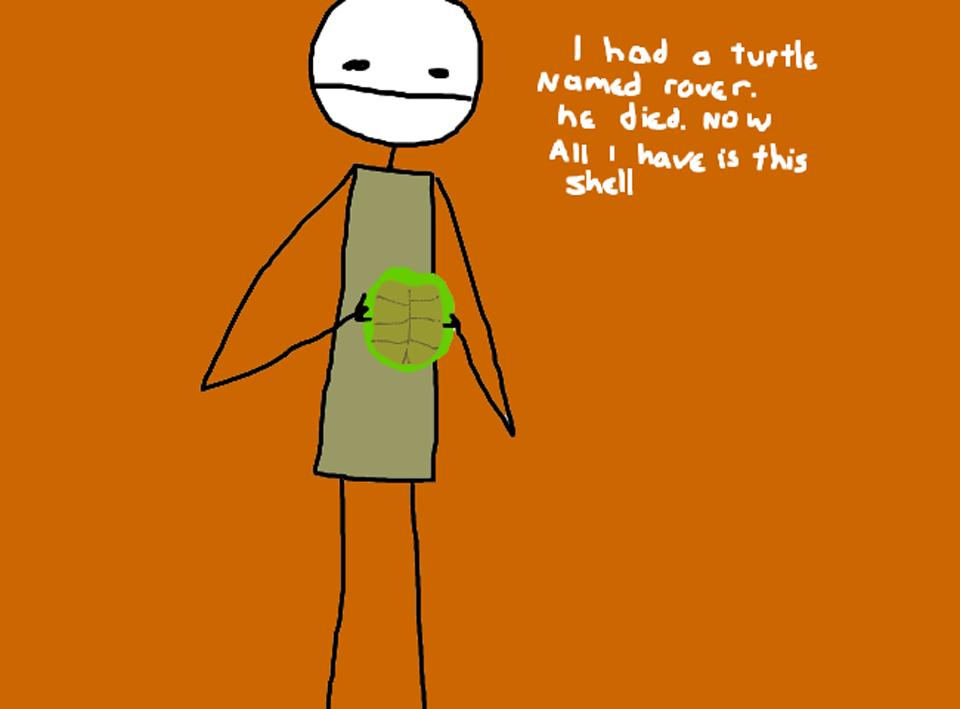 I had a turtle
Named rover.
he died. Now
All I have is this
shell